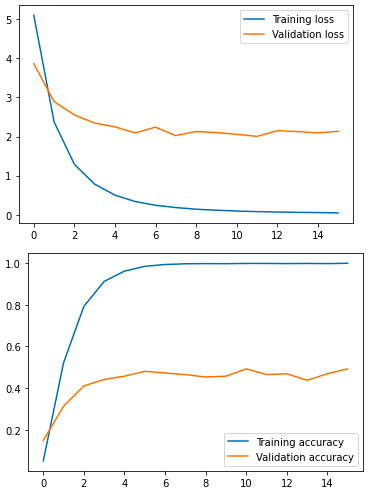 5
4
3
2
1
0
Training loss
Validation loss
0 2 4 6 8 10 12 14
1.0
0.8
0.6
0.4
0.2
Training accuracy
Validation accuracy
0 2 4 6 8 10 12 14